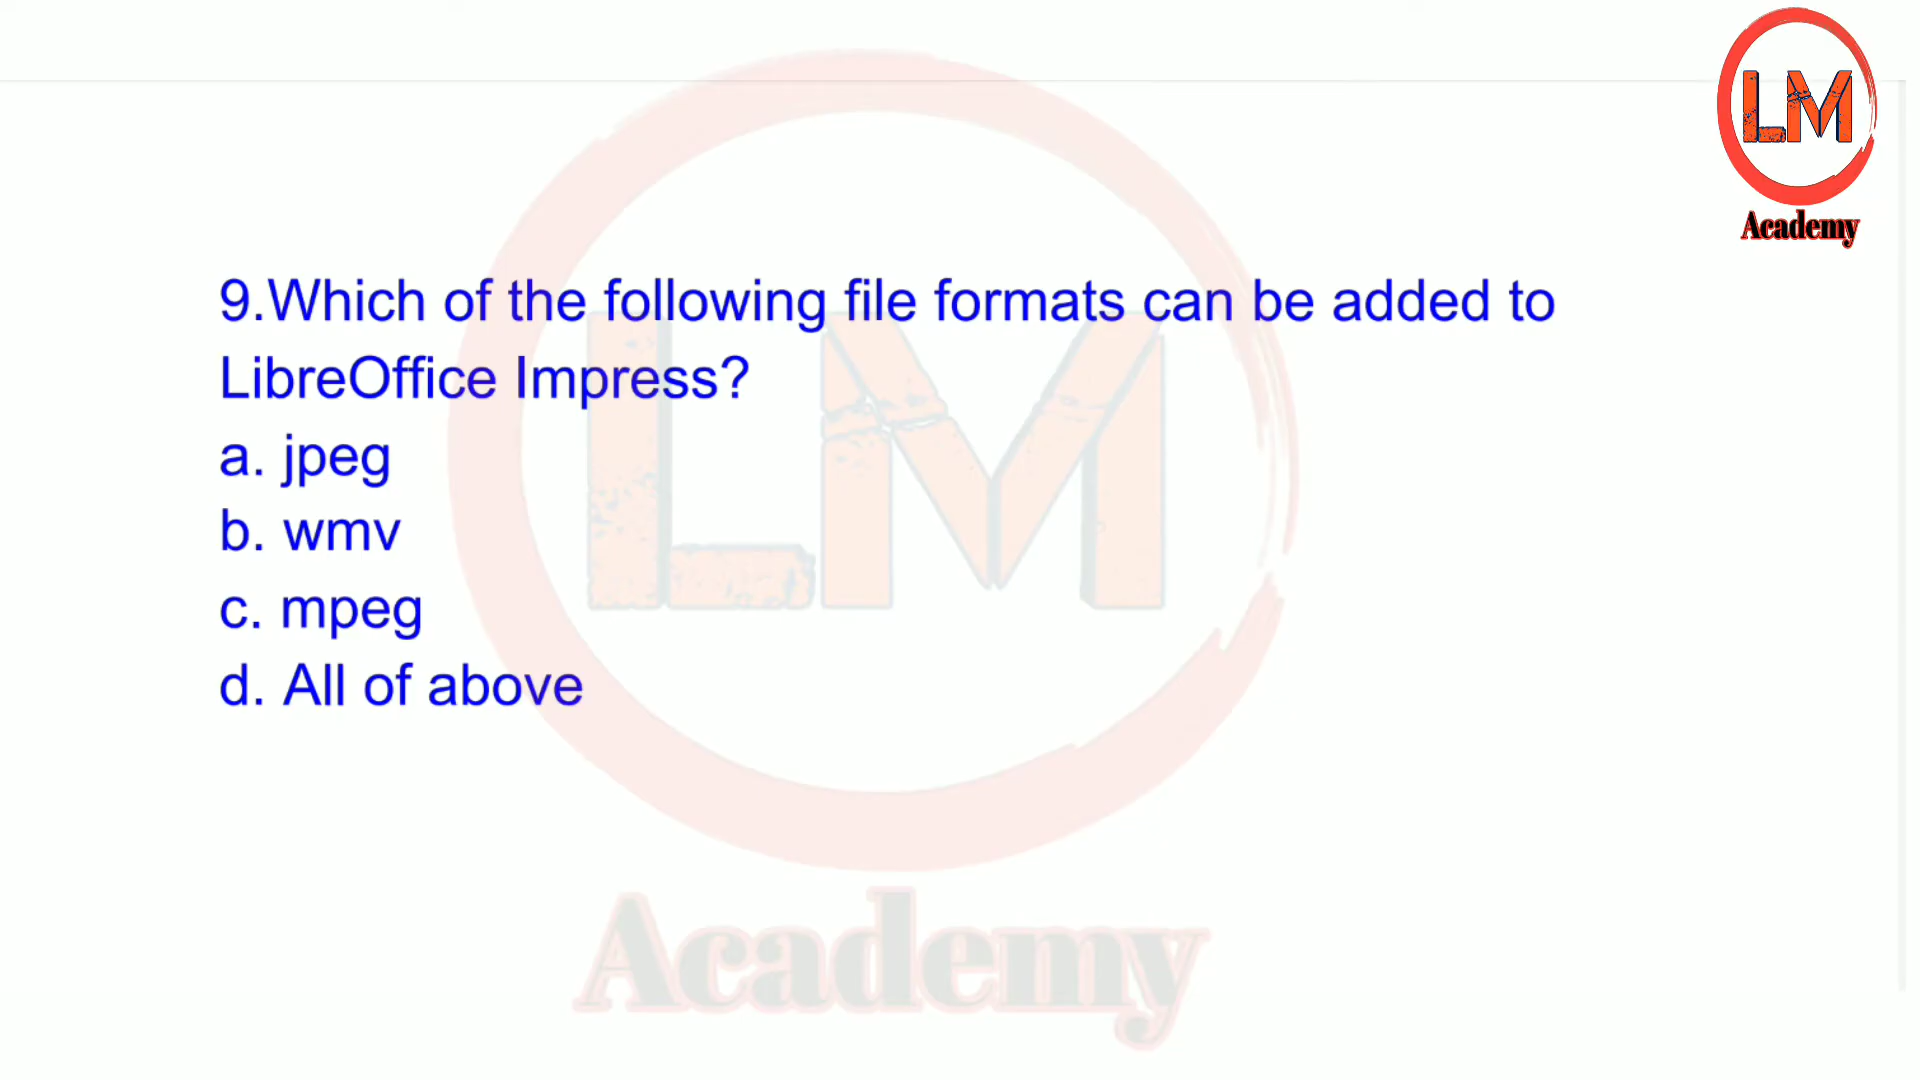 LM
Academy
9.Which of the following file formats can be added to
LibreOffice Impress?
a. jpeg
b. wmv
c. mpeg
d. All of above
LM
Academy